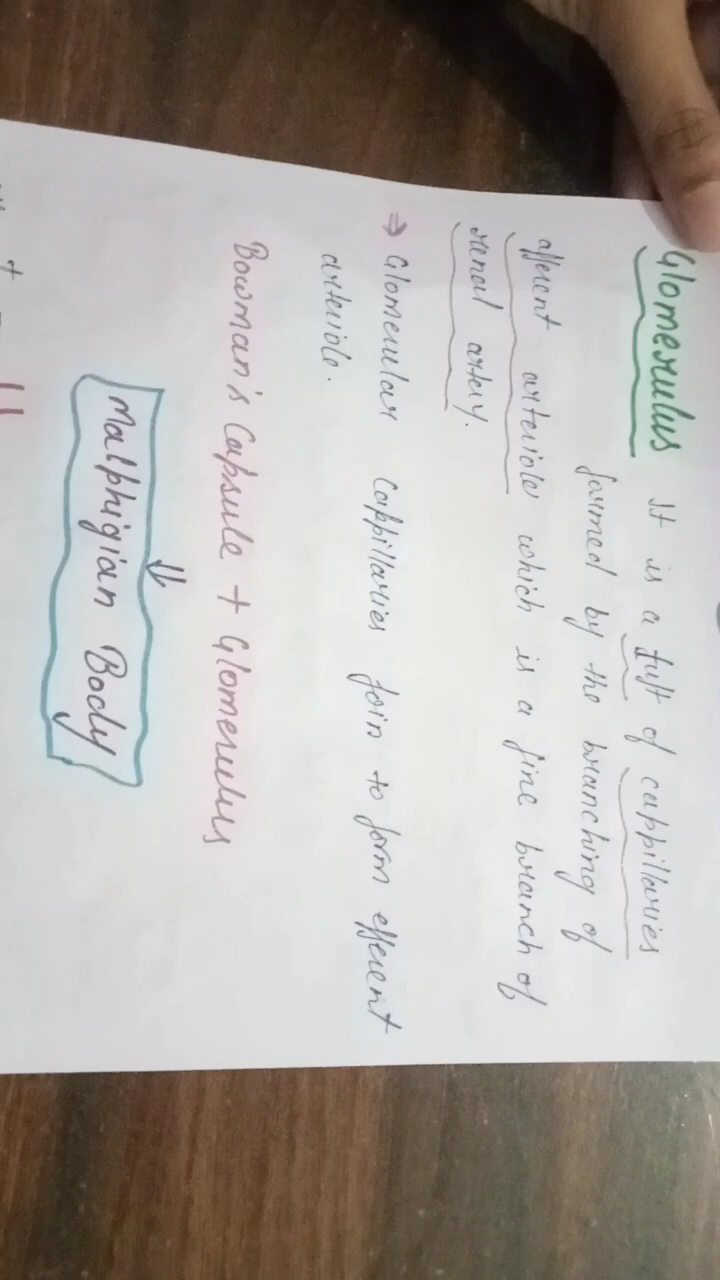 Glomerulus It is a tuft of cappillaries
formed by the branching of
afferent arteriole which is a fine branch of
renal artery.
⇒ Glomerular cappillaries join to form efferent
arteriole.
Bowman's Capsule + Glomerulus
⇓
Malphigian Body